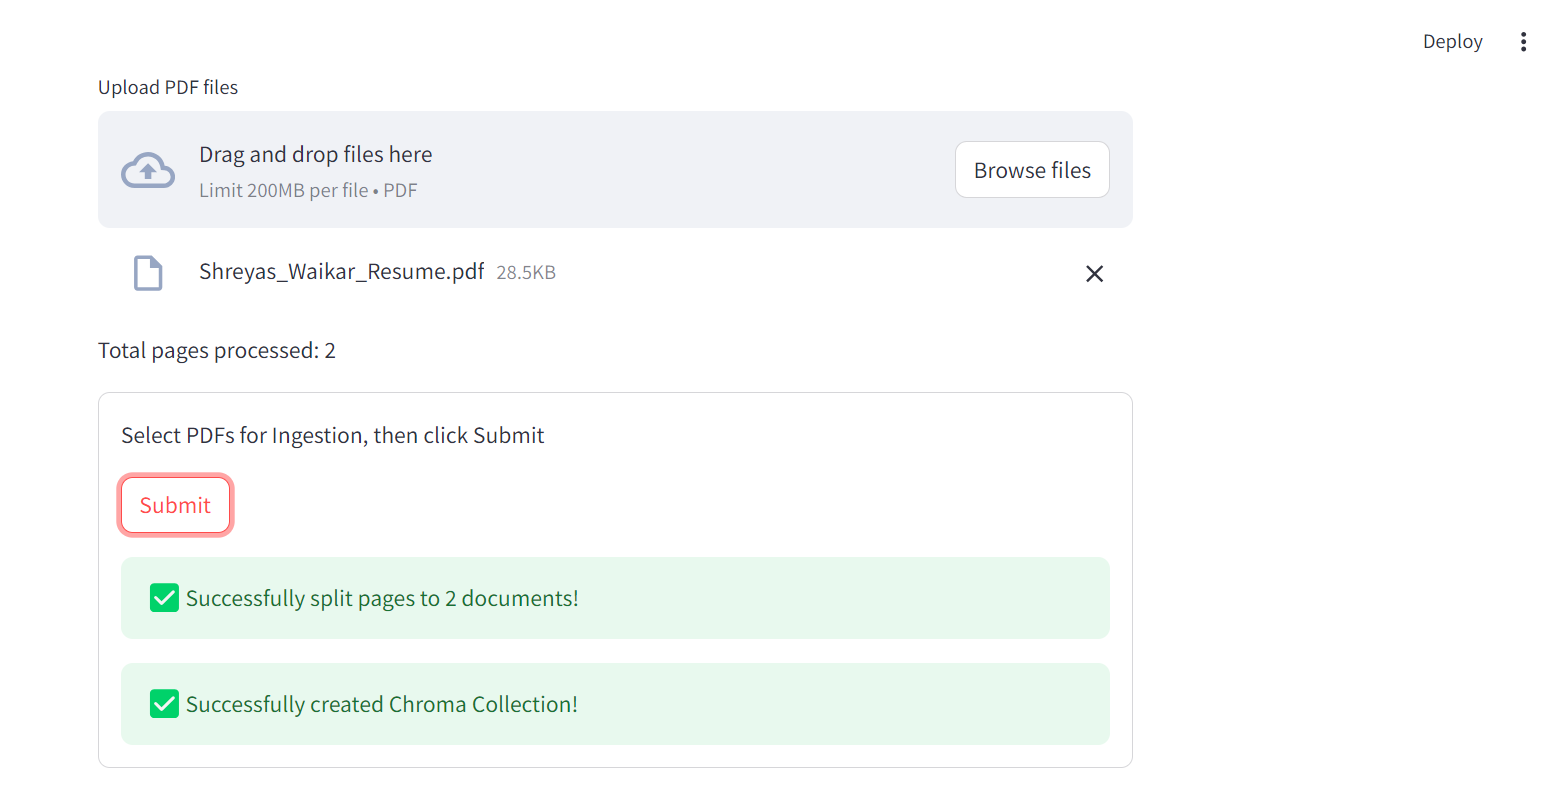 Deploy
Upload PDF files
Drag and drop files here
Limit 200MB per file • PDF
Browse files
Shreyas_Waikar_Resume.pdf 28.5KB
Total pages processed: 2
Select PDFs for Ingestion, then click Submit
Submit
✅ Successfully split pages to 2 documents!
✅ Successfully created Chroma Collection!